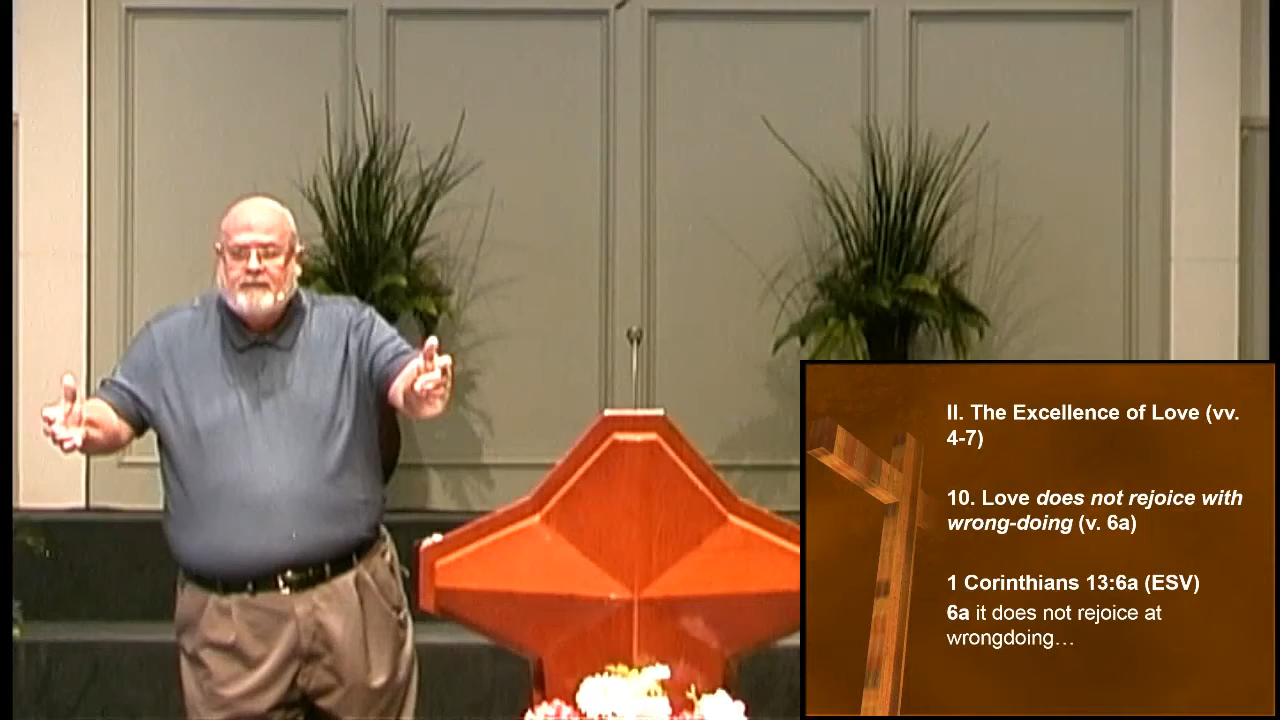 II. The Excellence of Love (vv.
4-7)
10. Love does not rejoice with
wrong-doing (v. 6a)
1 Corinthians 13:6a (ESV)
6a it does not rejoice at
wrongdoing…